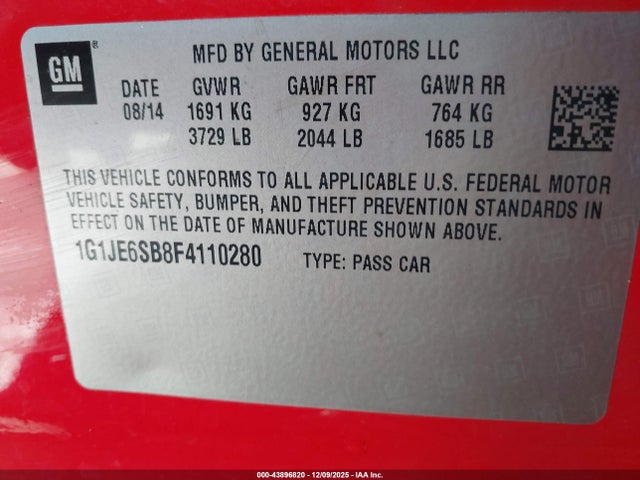 GM ®
MFD BY GENERAL MOTORS LLC
DATE GVWR GAWR FRT GAWR RR
08/14 1691 KG 927 KG 764 KG
3729 LB 2044 LB 1685 LB
THIS VEHICLE CONFORMS TO ALL APPLICABLE U.S. FEDERAL MOTOR
VEHICLE SAFETY, BUMPER, AND THEFT PREVENTION STANDARDS IN
EFFECT ON THE DATE OF MANUFACTURE SHOWN ABOVE.
1G1JE6SB8F4110280 TYPE: PASS CAR
000-43896820 - 12/09/2025 - IAA Inc.